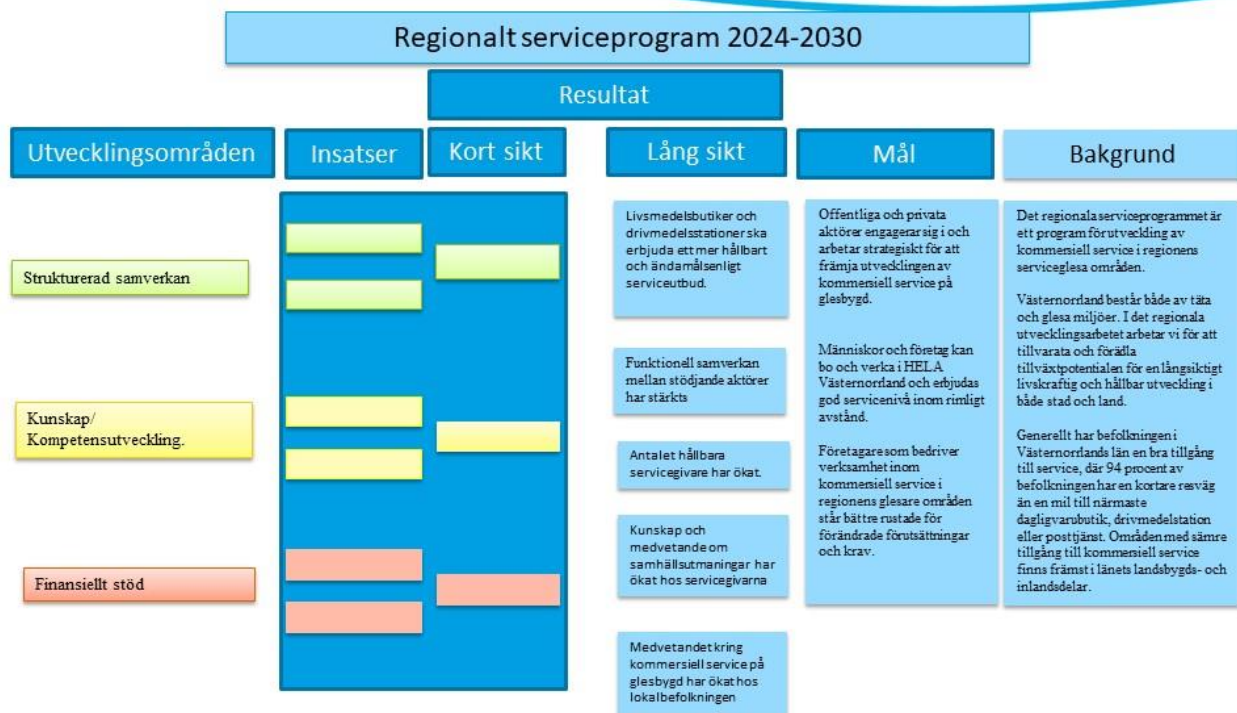 Regionalt serviceprogram 2024-2030
Resultat
Utvecklingsområden
Insatser
Kort sikt
Lång sikt
Mål
Bakgrund
Strukturerad samverkan
Kunskap/
Kompetensutveckling.
Finansiellt stöd
Livsmedelsbutiker och
drivmedelsstationer ska
erbjuda ett mer hållbart
och ändamålsenligt
serviceutbud.
Funktionell samverkan
mellan stödjande aktörer
har stärkts
Antalet hållbara
servicegivare har ökat.
Kunskap och
medvetande om
samhällsutmaningar har
ökat hos servicegivarna
Medvetandet kring
kommersiell service på
glesbygd har ökat hos
lokalbefolkningen
Offentliga och privata
aktörer engagerar sig i och
arbetar strategiskt för att
främja utvecklingen av
kommersiell service på
glesbygd.
Människor och företag kan
bo och verka i HELA
Västernorrland och erbjudas
god servicenivå inom rimligt
avstånd.
Företagare som bedriver
verksamhet inom
kommersiell service i
regionens glesare områden
står bättre rustade för
förändrade förutsättningar
och krav.
Det regionala serviceprogrammet är
ett program för utveckling av
kommersiell service i regionens
serviceglesa områden.
Västernorrland består både av täta
och glesa miljöer. I det regionala
utvecklingsarbetet arbetar vi för att
tillvarata och förädla
tillväxtpotentialen för en långsiktigt
livskraftig och hållbar utveckling i
både stad och land.
Generellt har befolkningen i
Västernorrlands län en bra tillgång
till service, där 94 procent av
befolkningen har en kortare resväg
än en mil till närmaste
dagligvarubutik, drivmedelstation
eller posttjänst. Områden med sämre
tillgång till kommersiell service
finns främst i länets landsbygds- och
inlandsdelar.